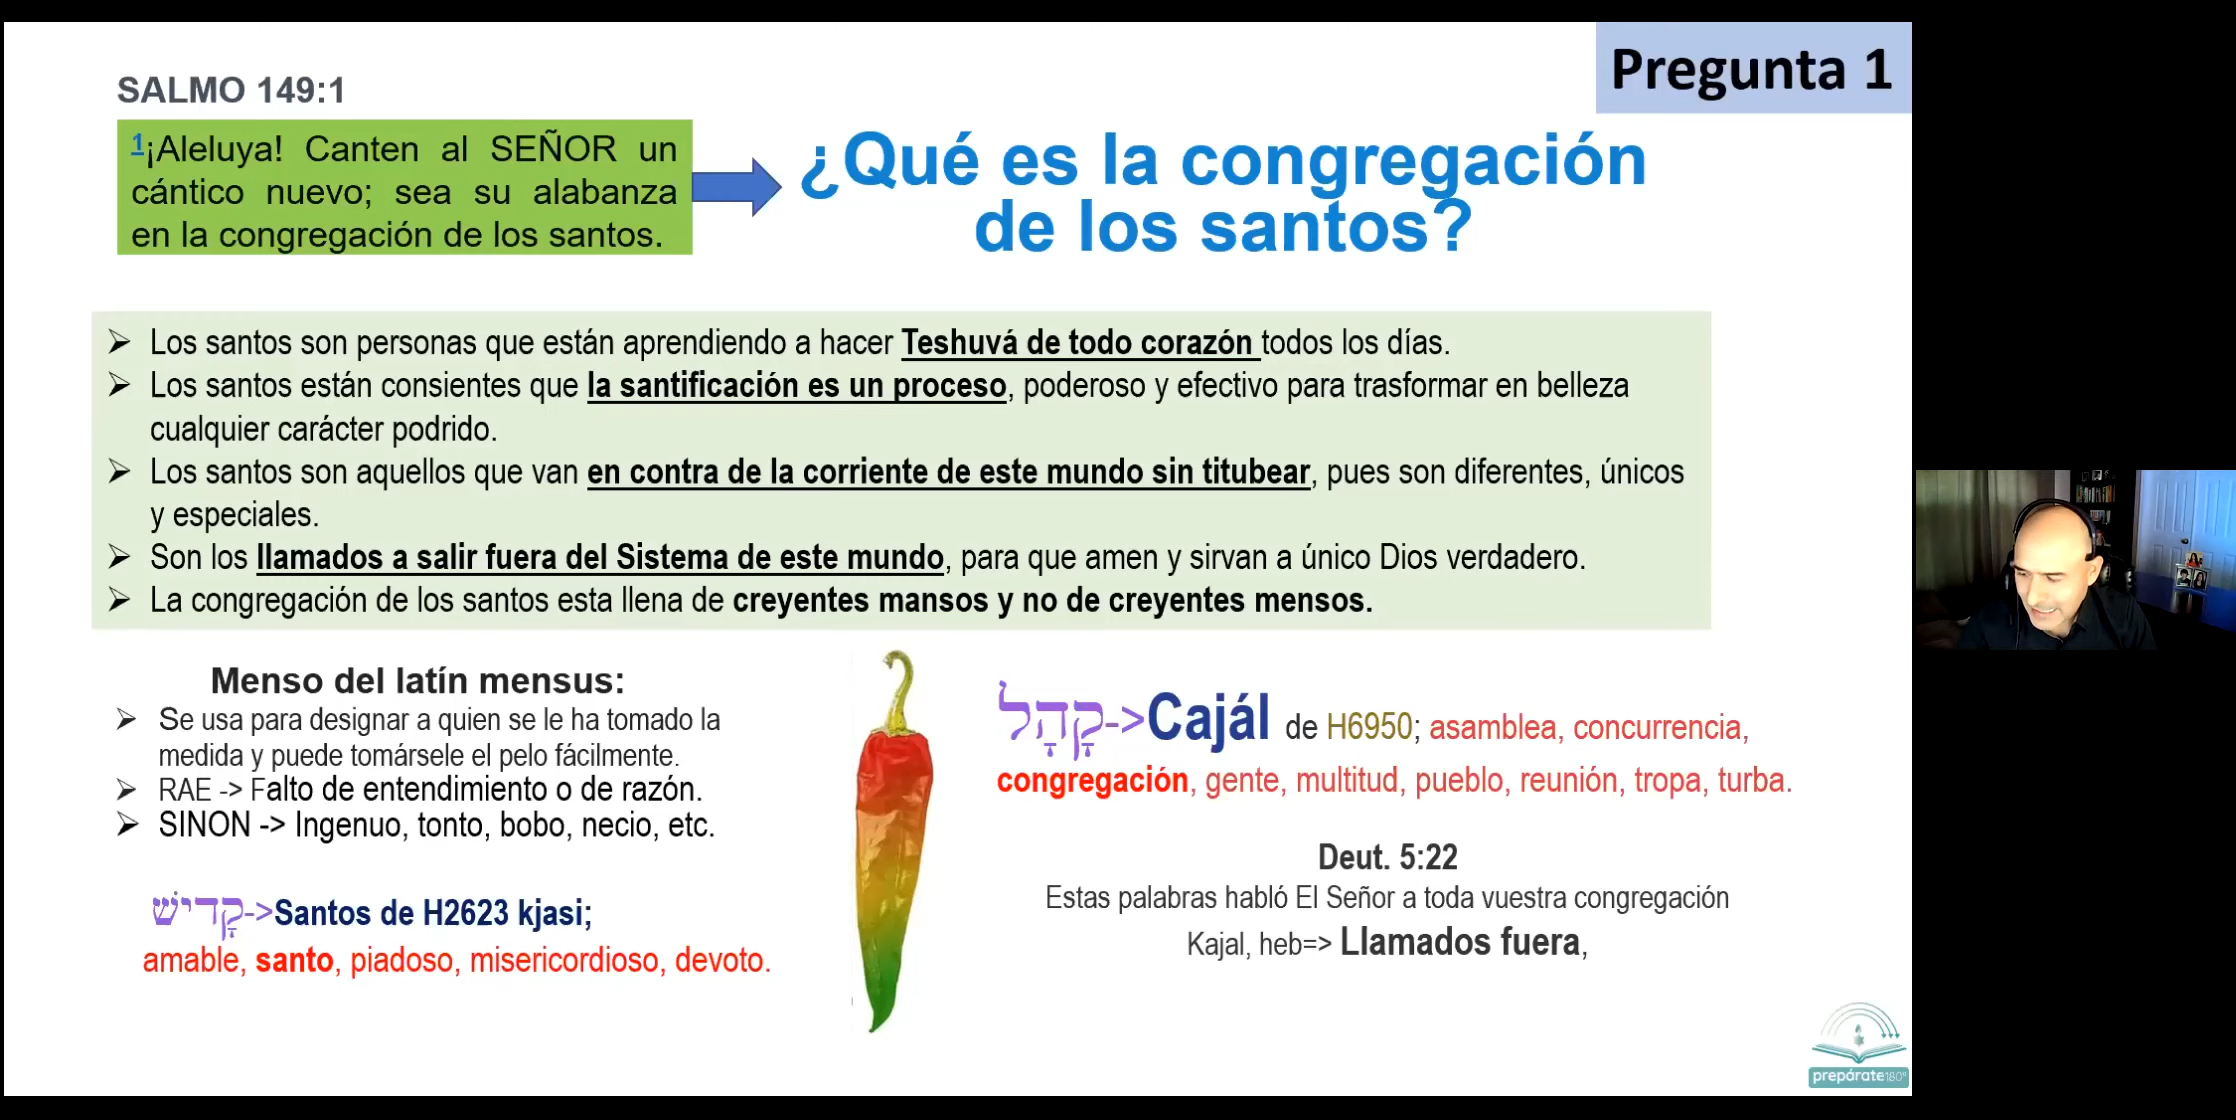 Pregunta 1
SALMO 149:1
1¡Aleluya! Canten al SEÑOR un
cántico nuevo; sea su alabanza
en la congregación de los santos.
¿Qué es la congregación
de los santos?
➢ Los santos son personas que están aprendiendo a hacer Teshuvá de todo corazón todos los días.
➢ Los santos están consientes que la santificación es un proceso, poderoso y efectivo para trasformar en belleza
cualquier carácter podrido.
➢ Los santos son aquellos que van en contra de la corriente de este mundo sin titubear, pues son diferentes, únicos
y especiales.
➢ Son los llamados a salir fuera del Sistema de este mundo, para que amen y sirvan a único Dios verdadero.
➢ La congregación de los santos esta llena de creyentes mansos y no de creyentes mensos.
Menso del latín mensus:
➢ Se usa para designar a quien se le ha tomado la
medida y puede tomársele el pelo fácilmente.
➢ RAE -> Falto de entendimiento o de razón.
➢ SINON -> Ingenuo, tonto, bobo, necio, etc.
קָדִישׁ->Santos de H2623 kjasi;
amable, santo, piadoso, misericordioso, devoto.
קָהָל->Cajál de H6950; asamblea, concurrencia,
congregación, gente, multitud, pueblo, reunión, tropa, turba.
Deut. 5:22
Estas palabras habló El Señor a toda vuestra congregación
Kajal, heb=> Llamados fuera,
prepárate180°